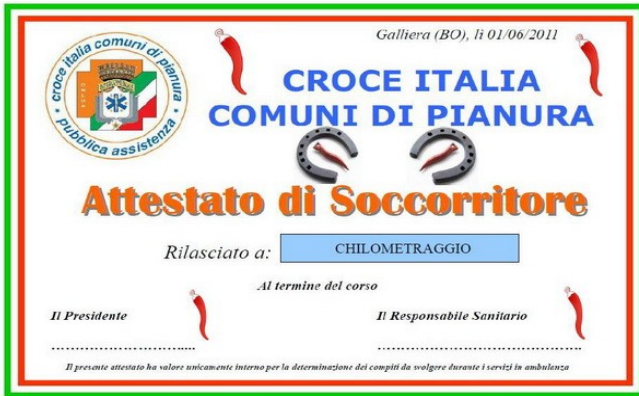 croce italia comuni di pianura
pubblica assistenza
Galliera (BO), lì 01/06/2011
CROCE ITALIA
COMUNI DI PIANURA
Attestato di Soccorritore
Rilasciato a: CHILOMETRAGGIO
Al termine del corso
Il Presidente Il Responsabile Sanitario
............................... ............................................
Il presente attestato ha valore unicamente interno per la determinazione dei compiti da svolgere durante i servizi in ambulanza